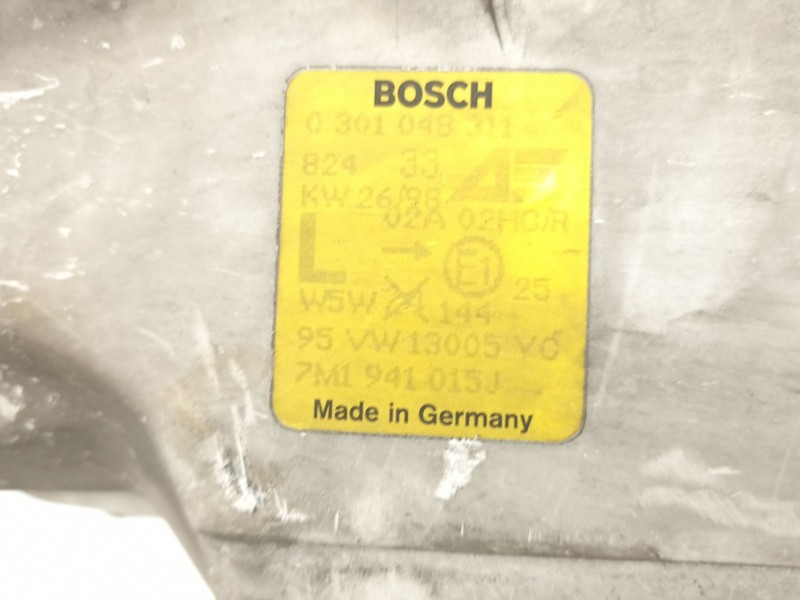 BOSCH
0 301 048 311
824 33
KW 26/98
02A 02HC/R
L → E1 25
W5W 144
95 VW 13005 YC
7M1 941 015J
Made in Germany